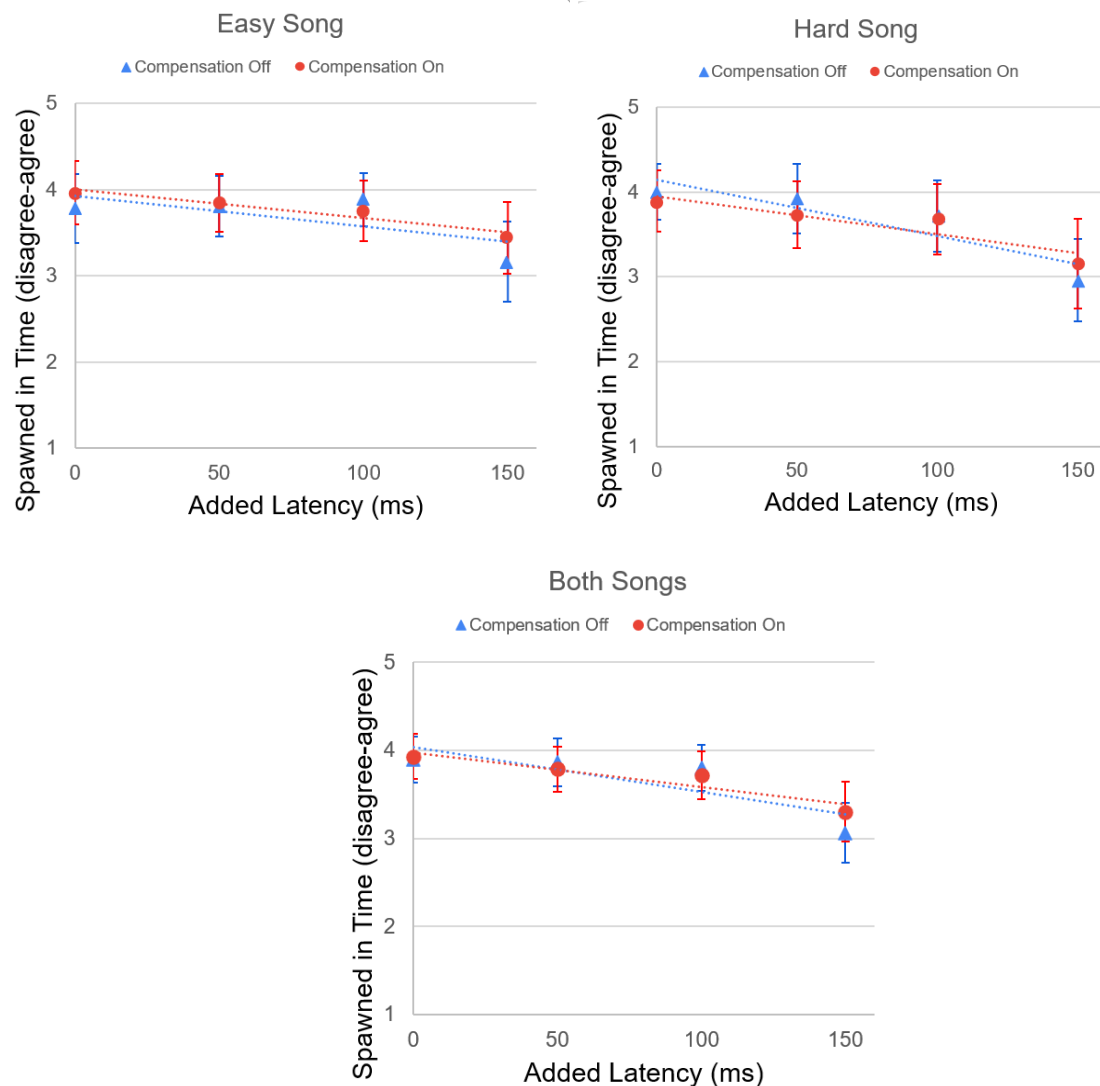 Easy Song
Compensation Off Compensation On
Spawned in Time (disagree-agree)
5
4
3
2
1
0 50 100 150
Added Latency (ms)
Hard Song
Compensation Off Compensation On
Spawned in Time (disagree-agree)
5
4
3
2
1
0 50 100 150
Added Latency (ms)
Both Songs
Compensation Off Compensation On
Spawned in Time (disagree-agree)
5
4
3
2
1
0 50 100 150
Added Latency (ms)